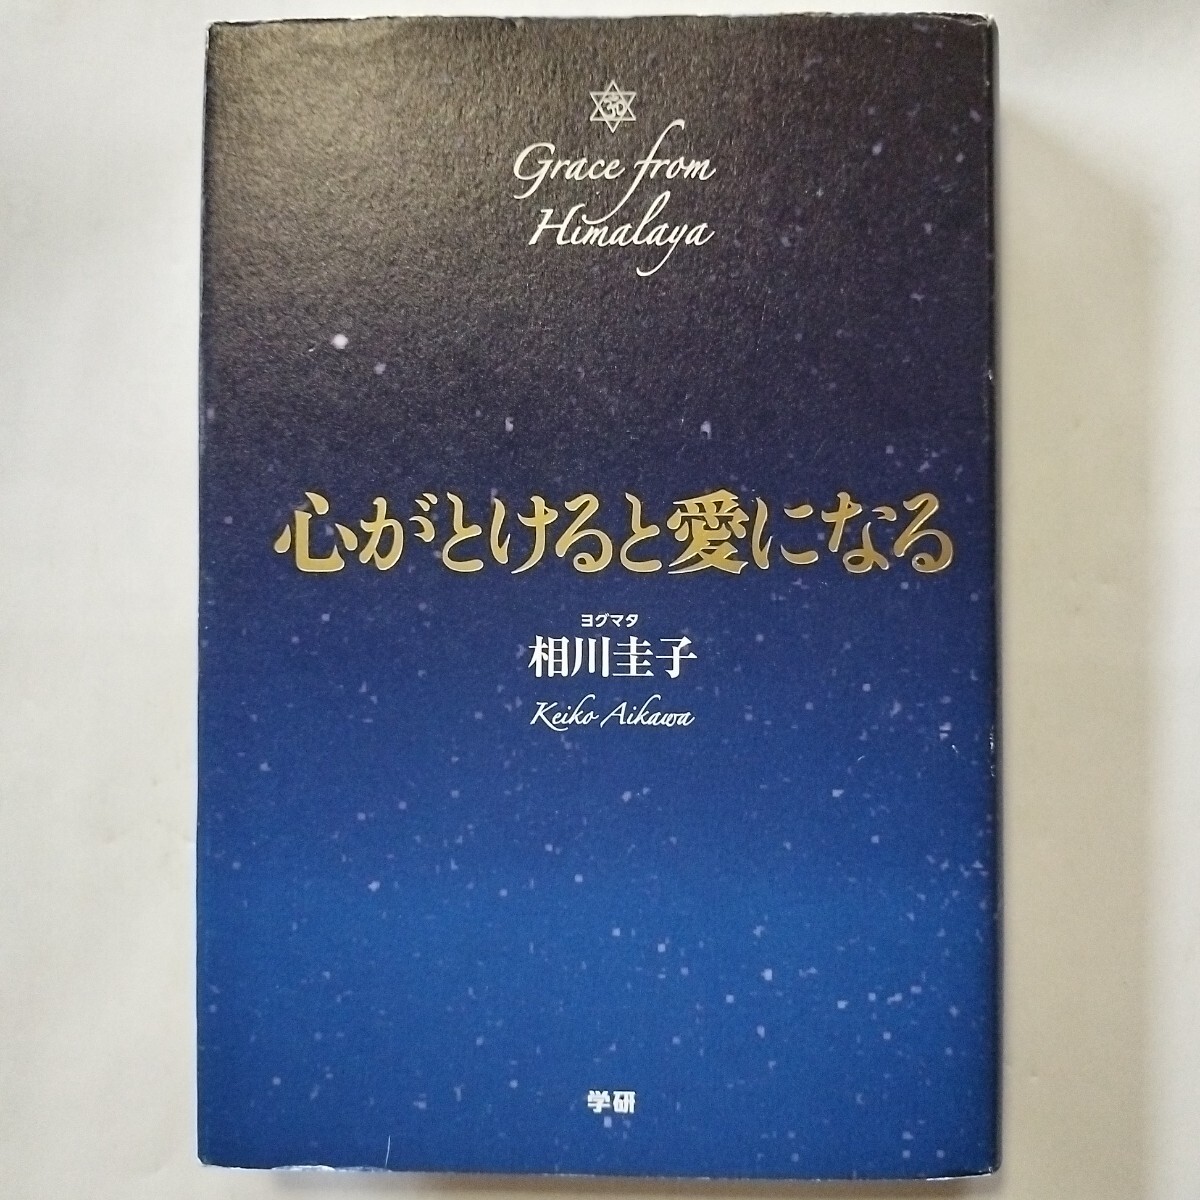 ॐ
Grace from
Himalaya
心がとけると愛になる
ヨグマタ
相川圭子
Keiko Aikawa
学研